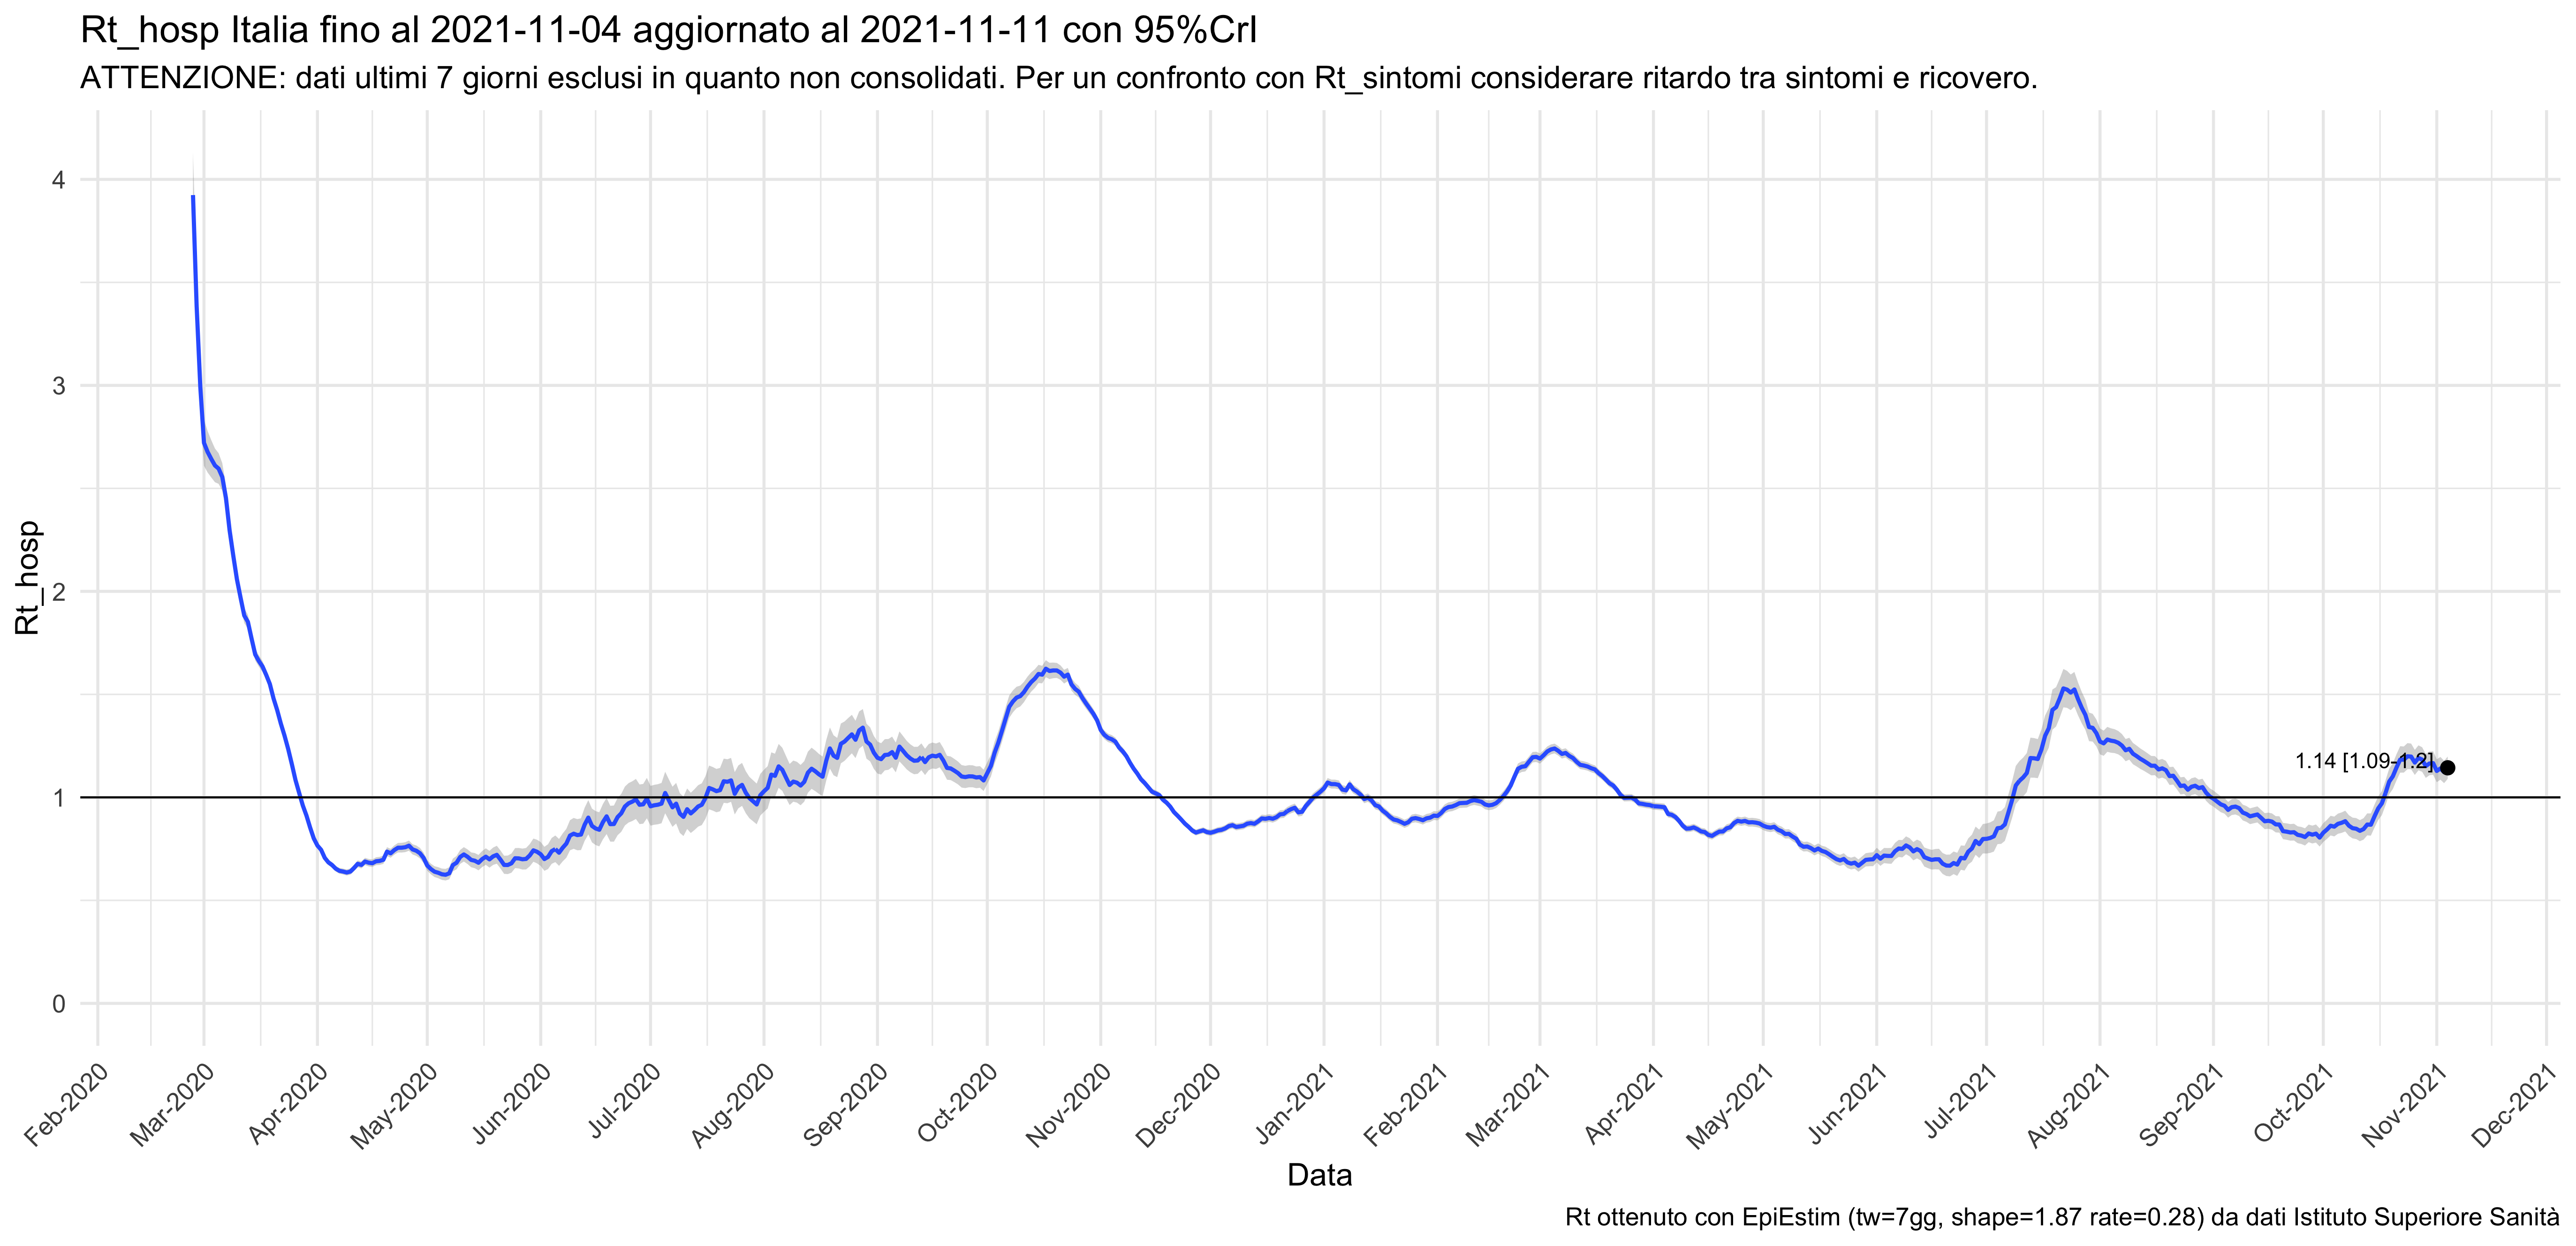 Rt_hosp Italia fino al 2021-11-04 aggiornato al 2021-11-11 con 95%CrI
ATTENZIONE: dati ultimi 7 giorni esclusi in quanto non consolidati. Per un confronto con Rt_sintomi considerare ritardo tra sintomi e ricovero.
4
3
2
1
0
Rt_hosp
1.14 [1.09-1.2]
Feb-2020
Mar-2020
Apr-2020
May-2020
Jun-2020
Jul-2020
Aug-2020
Sep-2020
Oct-2020
Nov-2020
Dec-2020
Jan-2021
Feb-2021
Mar-2021
Apr-2021
May-2021
Jun-2021
Jul-2021
Aug-2021
Sep-2021
Oct-2021
Nov-2021
Dec-2021
Data
Rt ottenuto con EpiEstim (tw=7gg, shape=1.87 rate=0.28) da dati Istituto Superiore Sanità